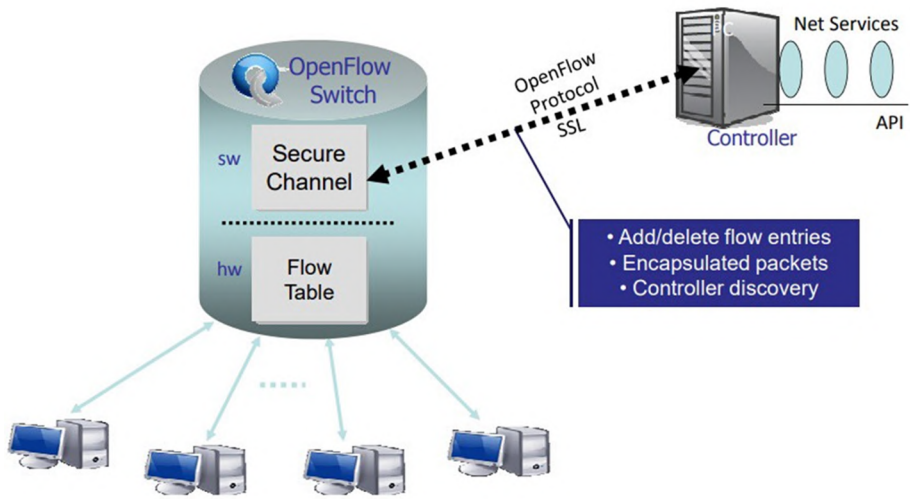 OpenFlow
Switch
sw
Secure
Channel
hw
Flow
Table
OpenFlow
Protocol
SSL
PC
Net Services
API
Controller
• Add/delete flow entries
• Encapsulated packets
• Controller discovery